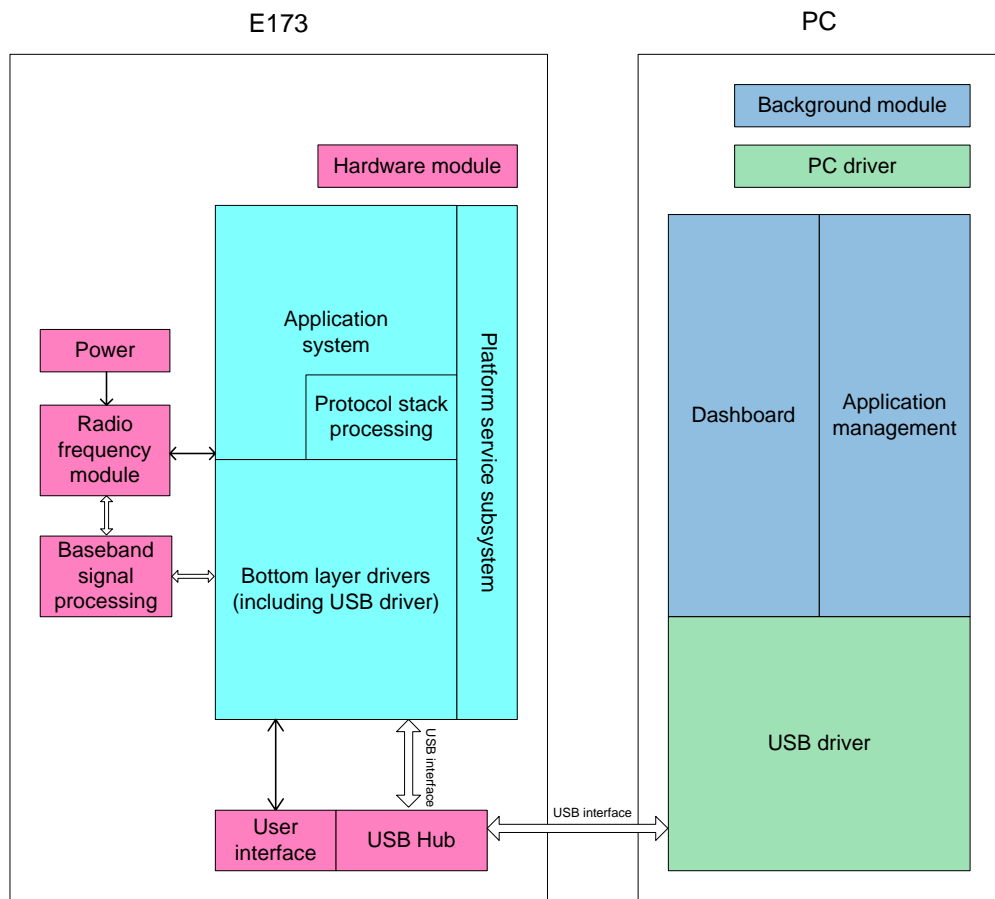 E173
PC
Background module
Hardware module
PC driver
Application
system
Platform service subsystem
Power
Protocol stack
processing
Radio
frequency
module
Dashboard
Application
management
Baseband
signal
processing
Bottom layer drivers
(including USB driver)
USB driver
USB interface
USB interface
User
interface
USB Hub